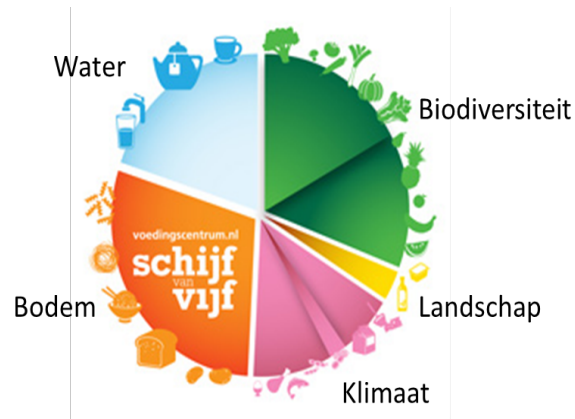 Water
Biodiversiteit
voedingscentrum.nl
schijf
van
vijf
Bodem
Landschap
Klimaat